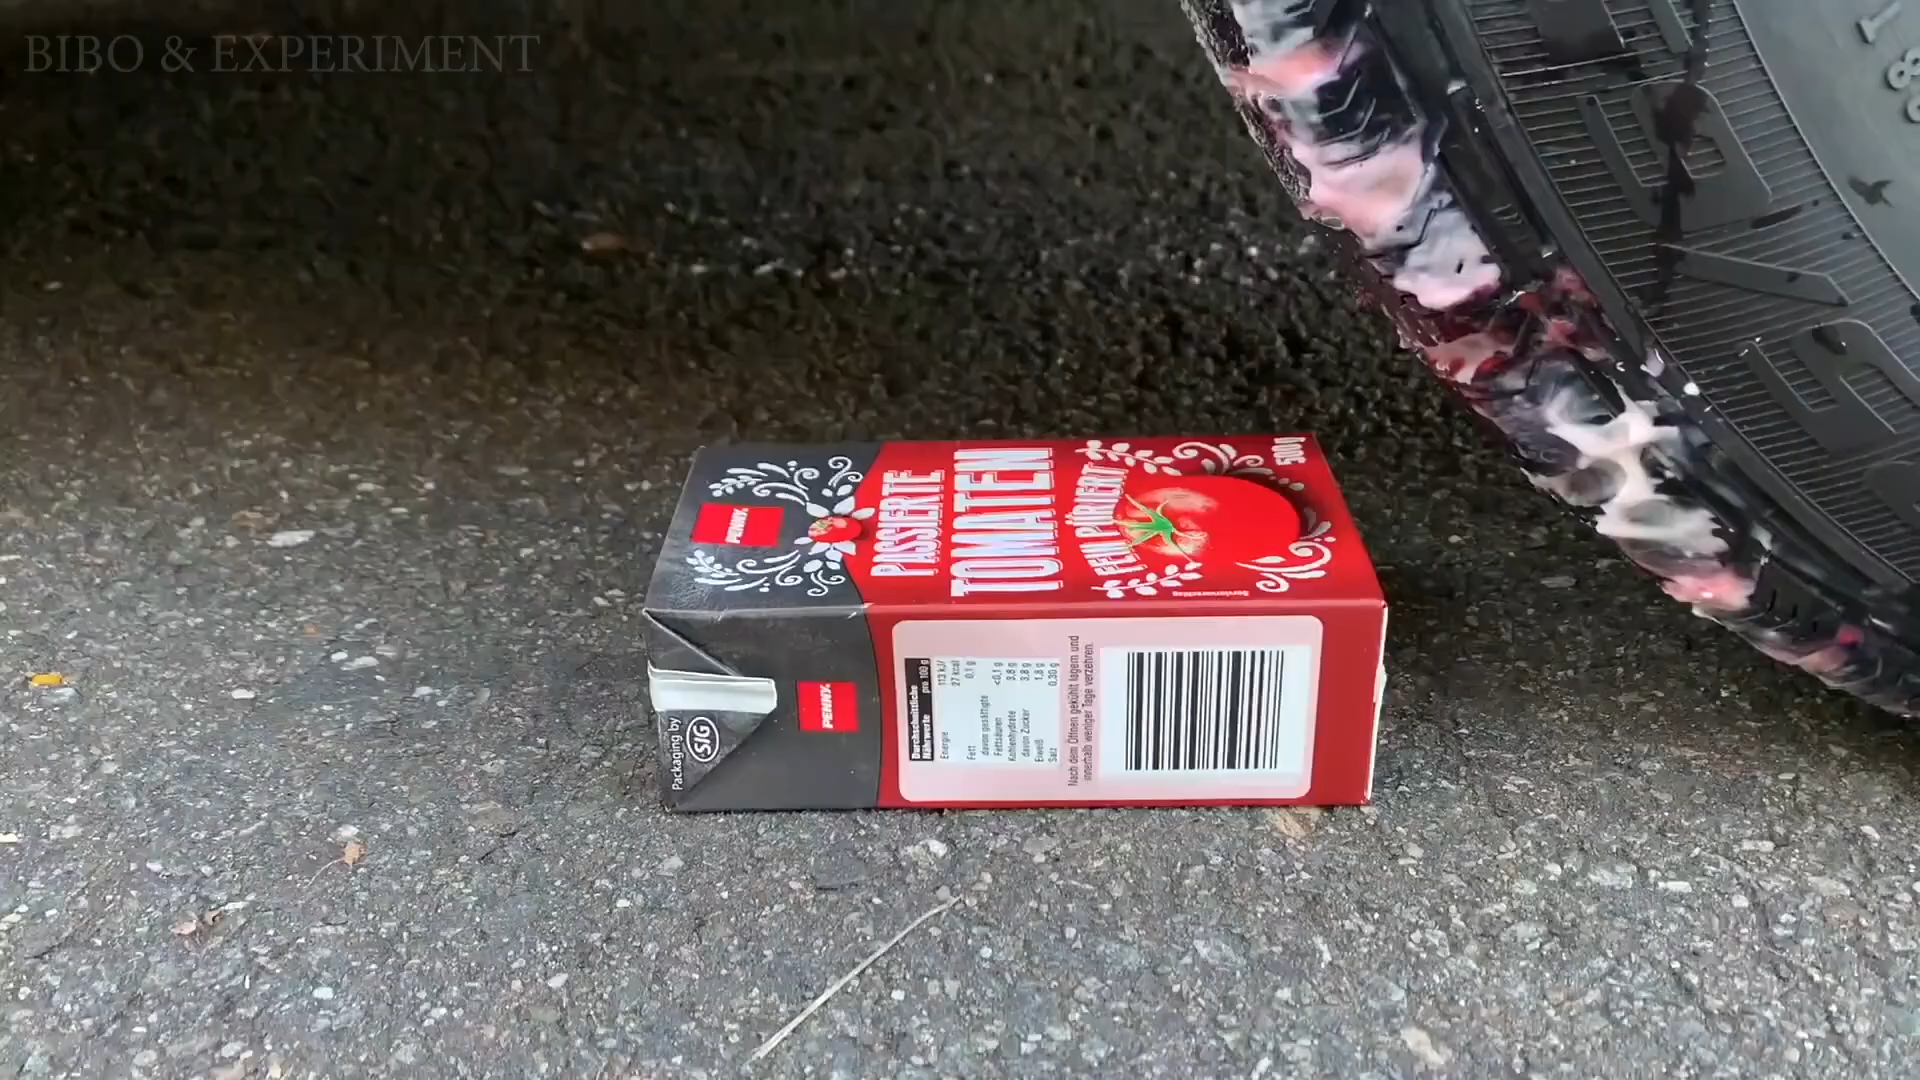 BIBO & EXPERIMENT
PENNY.
PASSIERTE
TOMATEN
FEIN PÜRIERT
500g
Serviervorschlag
Packaging by
SIG
PENNY.
Durchschnittliche
Nährwerte pro 100 g
Energie 113 kJ/
27 kcal
Fett 0,1 g
davon gesättigte
Fettsäuren <0,1 g
Kohlenhydrate 3,8 g
davon Zucker 3,8 g
Eiweiß 1,8 g
Salz 0,30 g
Nach dem Öffnen gekühlt lagern und
innerhalb weniger Tage verzehren.